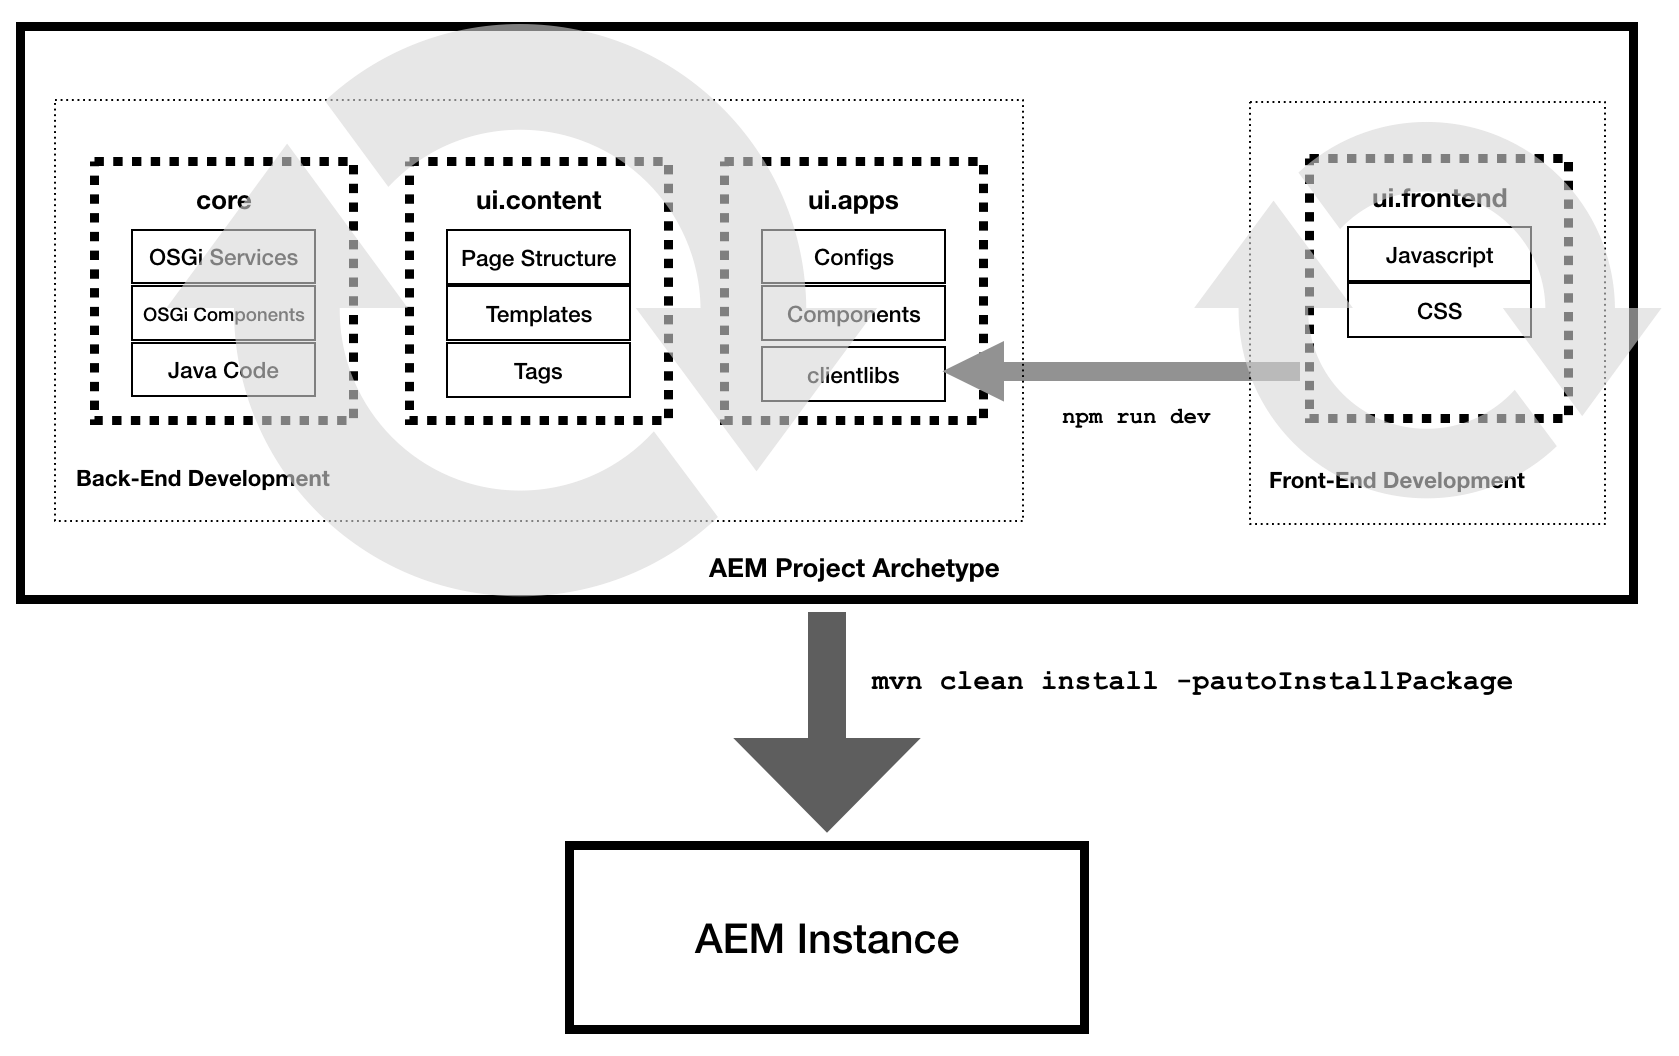 core
OSGi Services
OSGi Components
Java Code
ui.content
Page Structure
Templates
Tags
ui.apps
Configs
Components
clientlibs
Back-End Development
npm run dev
ui.frontend
Javascript
CSS
Front-End Development
AEM Project Archetype
mvn clean install -pautoInstallPackage
AEM Instance